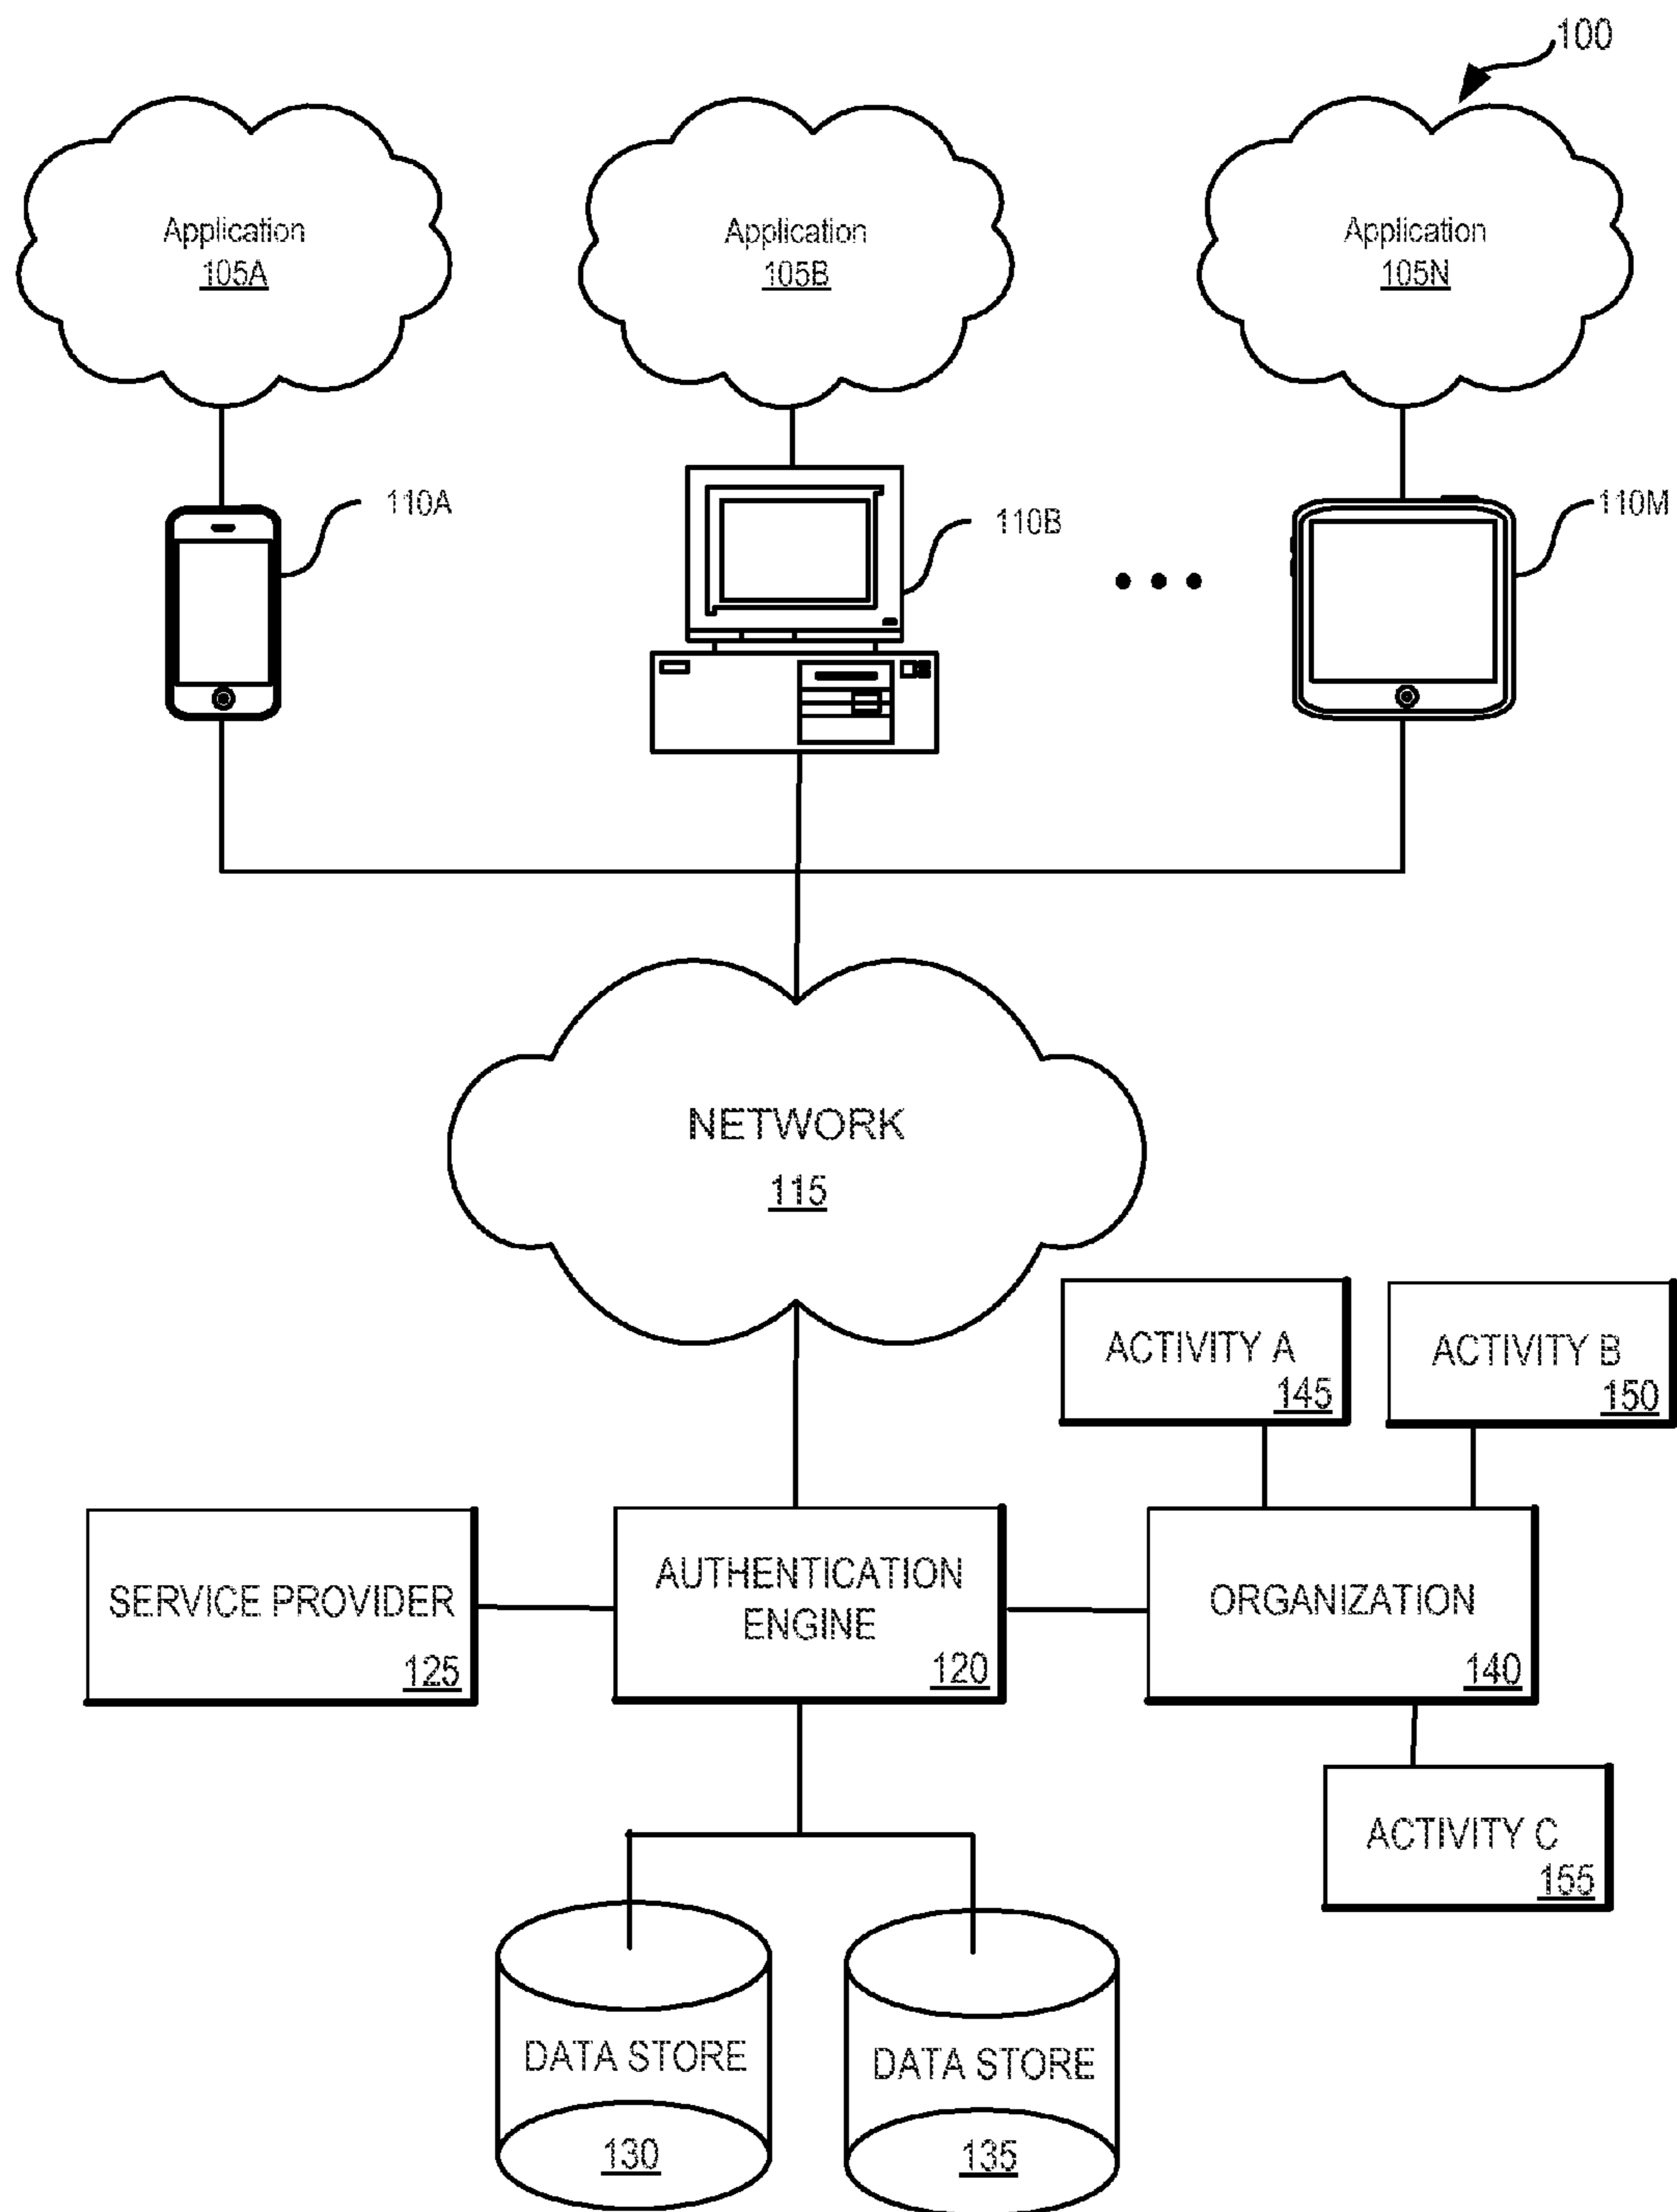 100
Application
105A
Application
105B
Application
105N
110A
110B
110M
NETWORK
115
ACTIVITY A
145
ACTIVITY B
150
SERVICE PROVIDER
125
AUTHENTICATION
ENGINE
120
ORGANIZATION
140
ACTIVITY C
155
DATA STORE
130
DATA STORE
135